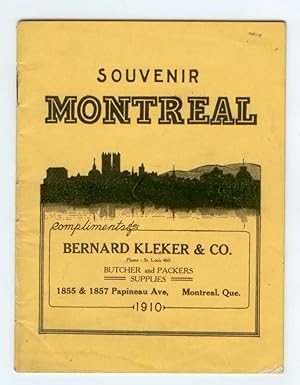 SOUVENIR
MONTREAL
compliments of
BERNARD KLEKER & CO.
Phone: St. Louis 460
BUTCHER and PACKERS
SUPPLIES
1855 & 1857 Papineau Ave, Montreal, Que.
1910